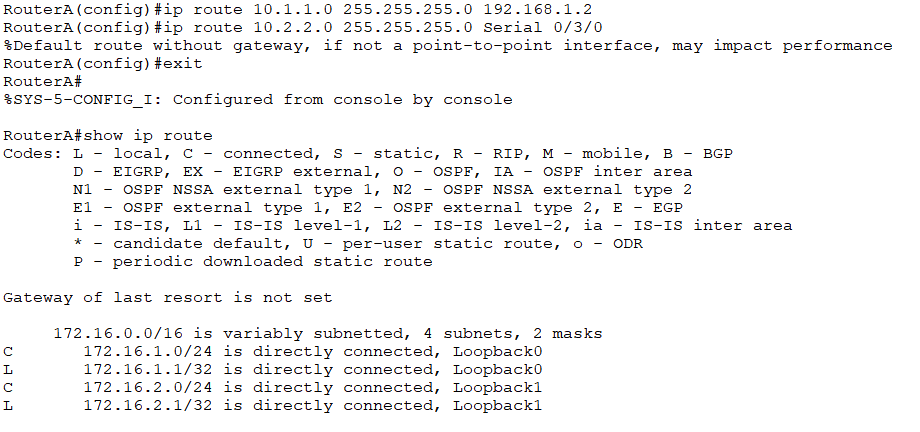 RouterA(config)#ip route 10.1.1.0 255.255.255.0 192.168.1.2
RouterA(config)#ip route 10.2.2.0 255.255.255.0 Serial 0/3/0
%Default route without gateway, if not a point-to-point interface, may impact performance
RouterA(config)#exit
RouterA#
%SYS-5-CONFIG_I: Configured from console by console
RouterA#show ip route
Codes: L - local, C - connected, S - static, R - RIP, M - mobile, B - BGP
D - EIGRP, EX - EIGRP external, O - OSPF, IA - OSPF inter area
N1 - OSPF NSSA external type 1, N2 - OSPF NSSA external type 2
E1 - OSPF external type 1, E2 - OSPF external type 2, E - EGP
i - IS-IS, L1 - IS-IS level-1, L2 - IS-IS level-2, ia - IS-IS inter area
* - candidate default, U - per-user static route, o - ODR
P - periodic downloaded static route
Gateway of last resort is not set
172.16.0.0/16 is variably subnetted, 4 subnets, 2 masks
C 172.16.1.0/24 is directly connected, Loopback0
L 172.16.1.1/32 is directly connected, Loopback0
C 172.16.2.0/24 is directly connected, Loopback1
L 172.16.2.1/32 is directly connected, Loopback1